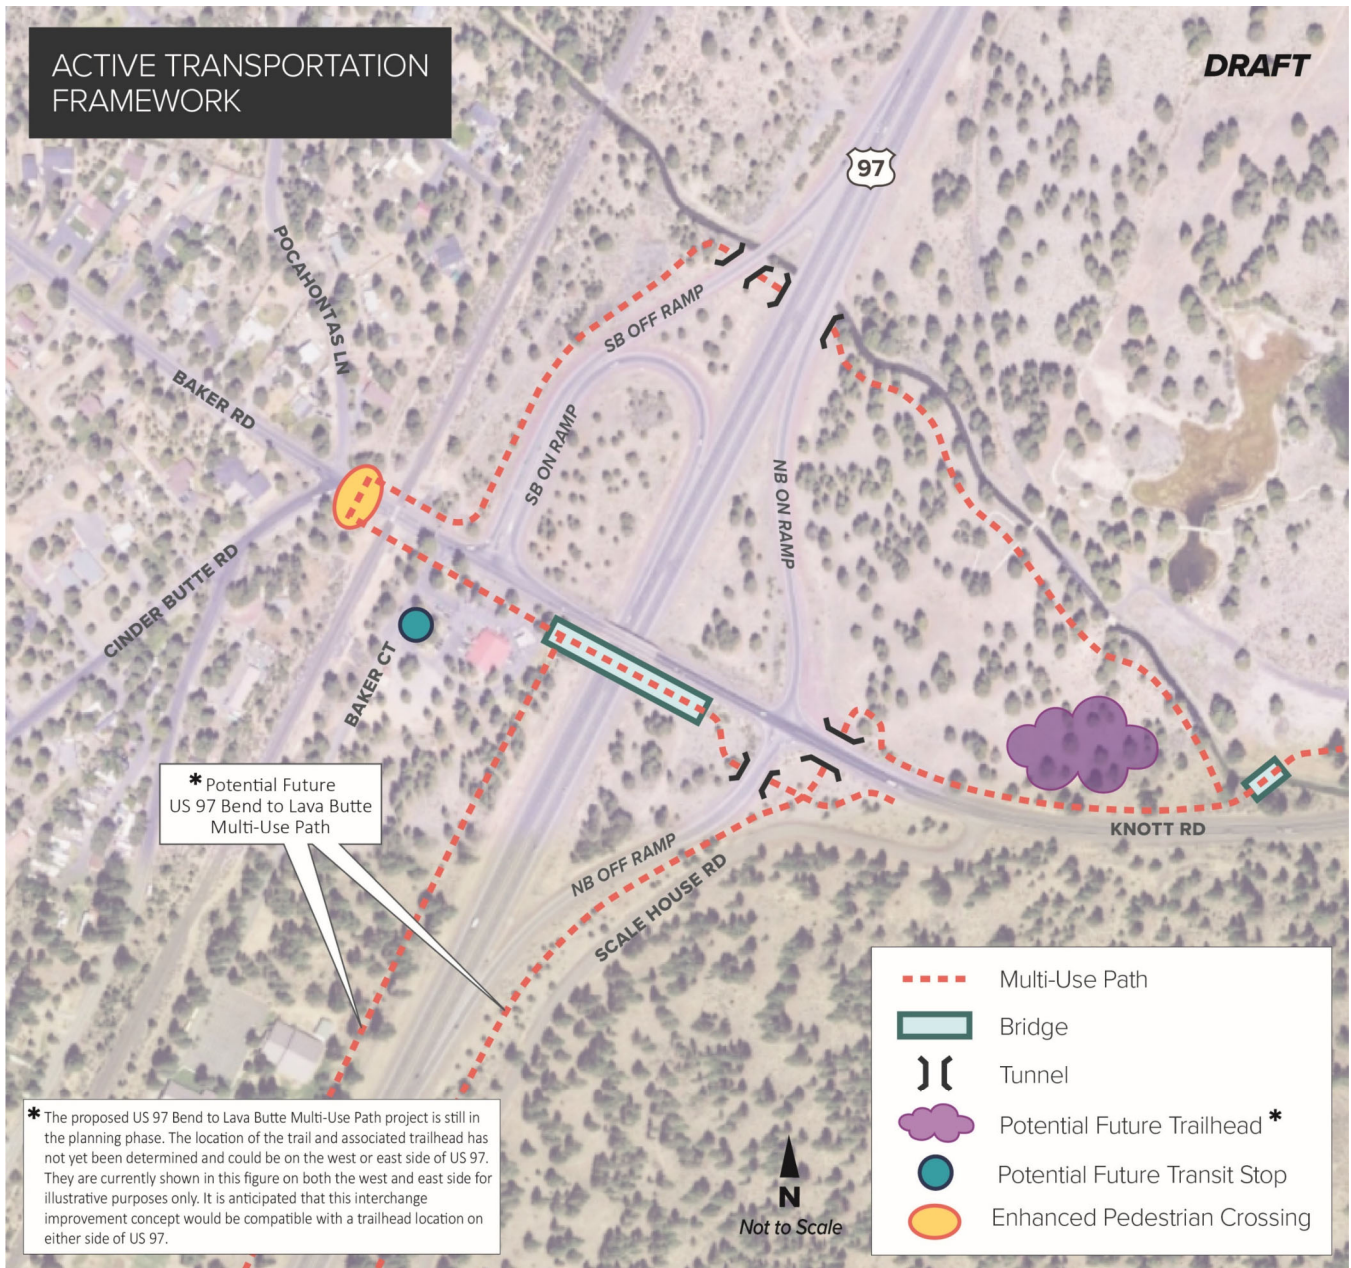 ACTIVE TRANSPORTATION
FRAMEWORK
DRAFT
97
POCAHONTAS LN
BAKER RD
SB OFF RAMP
SB ON RAMP
NB ON RAMP
CINDER BUTTE RD
BAKER CT
* Potential Future
US 97 Bend to Lava Butte
Multi-Use Path
KNOTT RD
NB OFF RAMP
SCALE HOUSE RD
Multi-Use Path
Bridge
Tunnel
Potential Future Trailhead *
Potential Future Transit Stop
Enhanced Pedestrian Crossing
* The proposed US 97 Bend to Lava Butte Multi-Use Path project is still in
the planning phase. The location of the trail and associated trailhead has
not yet been determined and could be on the west or east side of US 97.
They are currently shown in this figure on both the west and east side for
illustrative purposes only. It is anticipated that this interchange
improvement concept would be compatible with a trailhead location on
either side of US 97.
N
Not to Scale